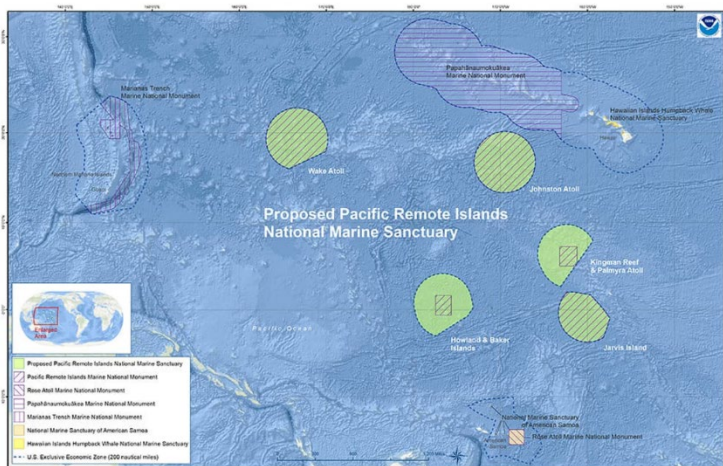 Marianas Trench
Marine National Monument
Papahānaumokuākea
Marine National Monument
Hawaiian Islands Humpback Whale
National Marine Sanctuary
Wake Atoll
Johnston Atoll
Proposed Pacific Remote Islands
National Marine Sanctuary
Kingman Reef
& Palmyra Atoll
Howland & Baker
Islands
Jarvis Island
Pacific Ocean
Enlarged
Area
National Marine Sanctuary
of American Samoa
Rose Atoll Marine National Monument
Proposed Pacific Remote Islands National Marine Sanctuary
Pacific Remote Islands Marine National Monument
Rose Atoll Marine National Monument
Papahānaumokuākea Marine National Monument
Marianas Trench Marine National Monument
National Marine Sanctuary of American Samoa
Hawaiian Islands Humpback Whale National Marine Sanctuary
U.S. Exclusive Economic Zone (200 nautical miles)